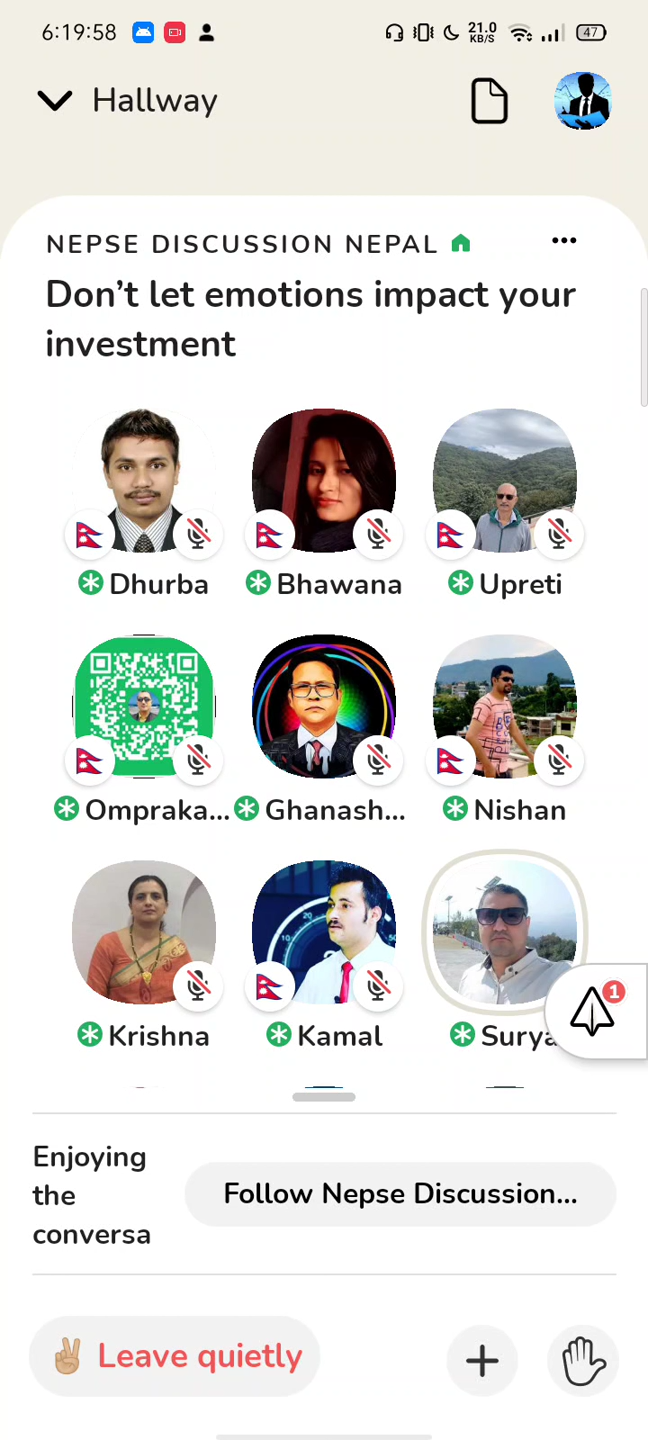 6:19:58
21.0
KB/S
47
Hallway
NEPSE DISCUSSION NEPAL
Don't let emotions impact your
investment
Dhurba
Bhawana
Upreti
Ompraka...
Ghanash...
Nishan
Krishna
Kamal
Surya
1
Enjoying
the
conversa
Follow Nepse Discussion...
✌🏼 Leave quietly